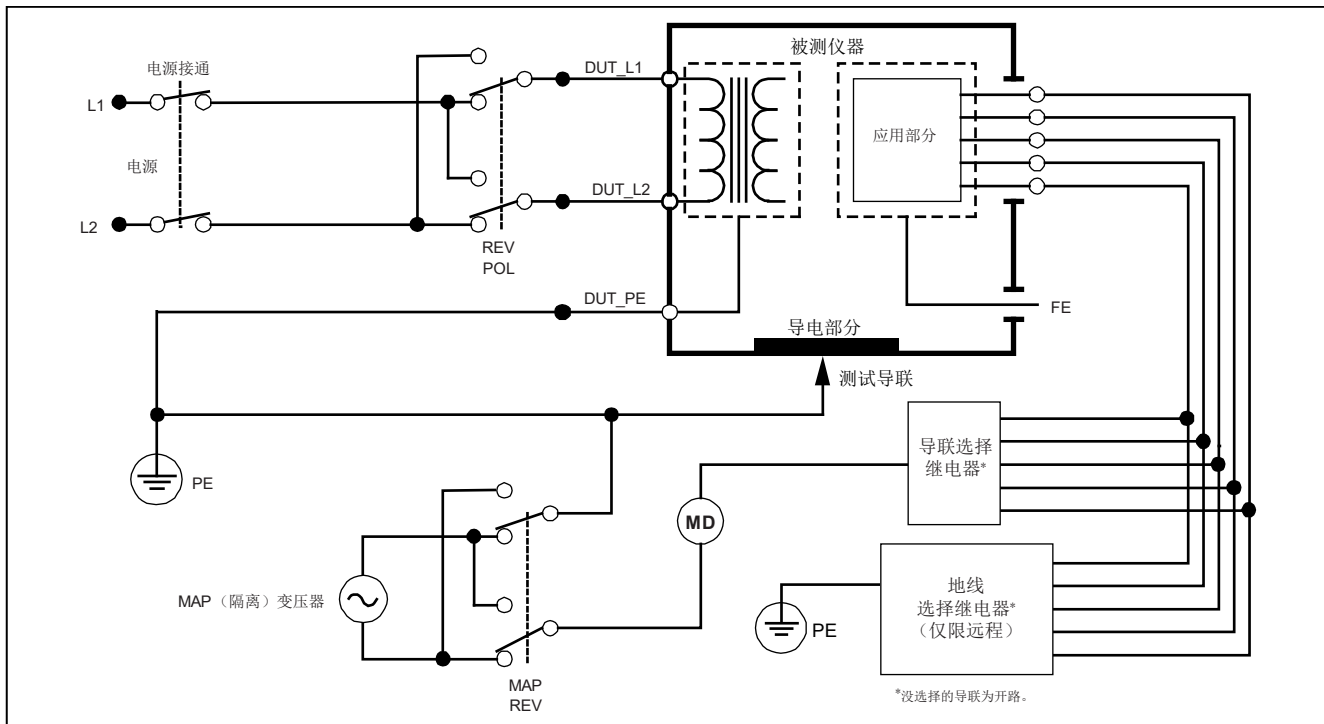 被测仪器
电源接通
DUT_L1
L1
应用部分
电源
DUT_L2
L2
REV
POL
DUT_PE
FE
导电部分
测试导联
导联选择
继电器*
PE
MD
MAP（隔离）变压器
地线
选择继电器*
（仅限远程）
PE
MAP
REV
*没选择的导联为开路。